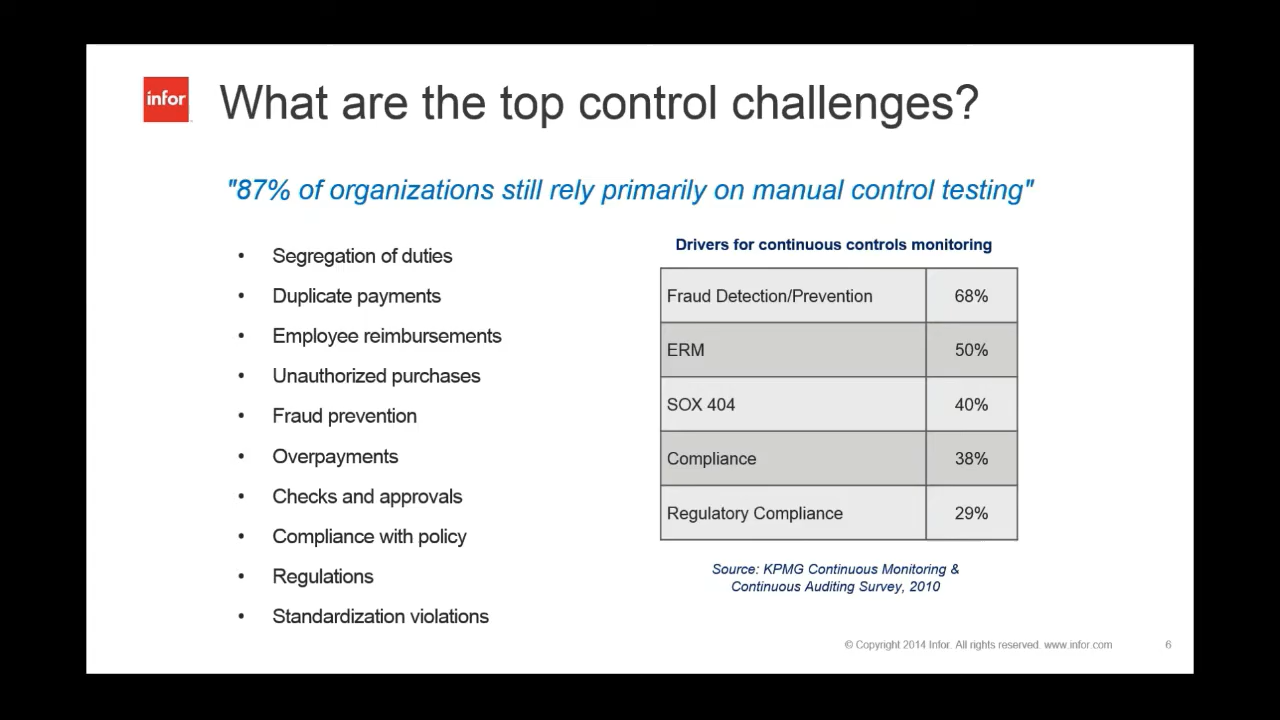 infor
What are the top control challenges?
"87% of organizations still rely primarily on manual control testing"
• Segregation of duties
• Duplicate payments
• Employee reimbursements
• Unauthorized purchases
• Fraud prevention
• Overpayments
• Checks and approvals
• Compliance with policy
• Regulations
• Standardization violations
Drivers for continuous controls monitoring
Fraud Detection/Prevention 68%
ERM 50%
SOX 404 40%
Compliance 38%
Regulatory Compliance 29%
Source: KPMG Continuous Monitoring &
Continuous Auditing Survey, 2010
© Copyright 2014 Infor. All rights reserved. www.infor.com 6